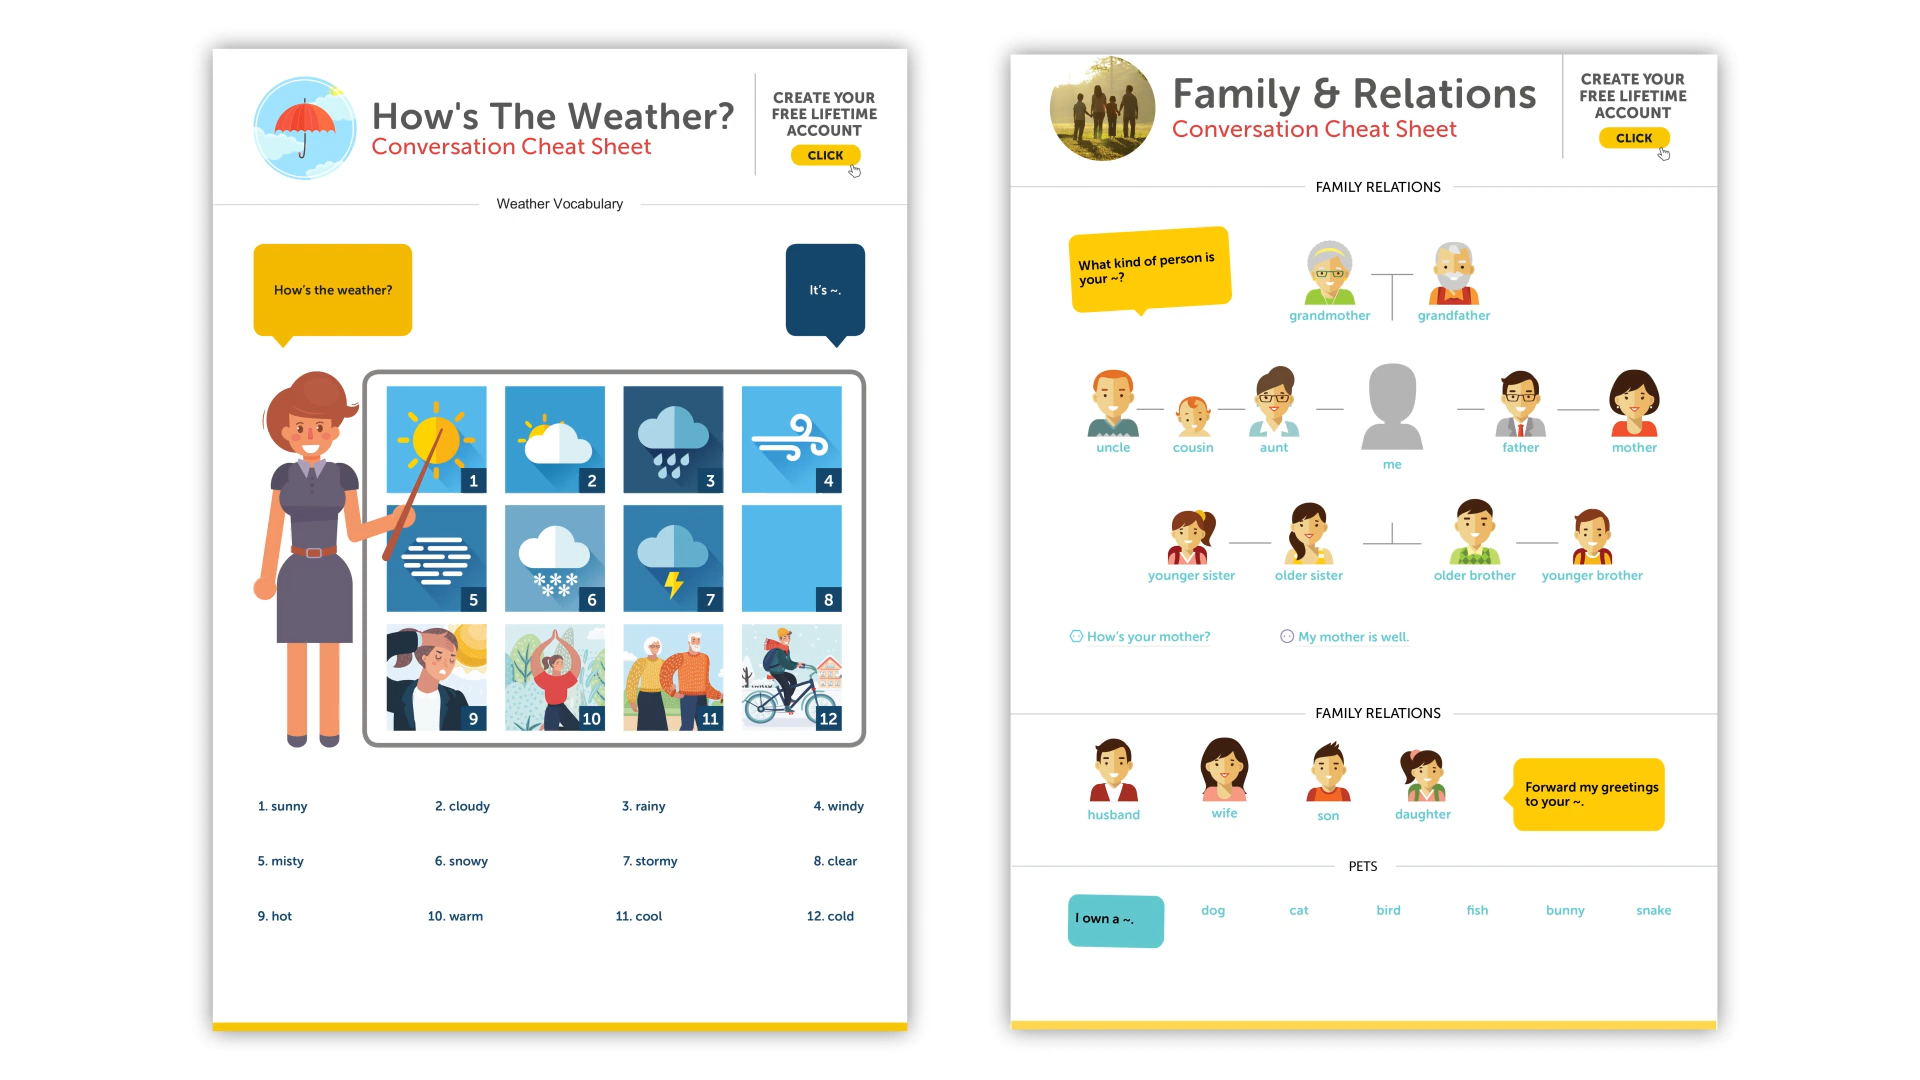 How's The Weather?
Conversation Cheat Sheet
CREATE YOUR
FREE LIFETIME
ACCOUNT
CLICK
Weather Vocabulary
How's the weather?
It's ~.
1
2
3
4
5
6
7
8
9
10
11
12
1. sunny
2. cloudy
3. rainy
4. windy
5. misty
6. snowy
7. stormy
8. clear
9. hot
10. warm
11. cool
12. cold
Family & Relations
Conversation Cheat Sheet
CREATE YOUR
FREE LIFETIME
ACCOUNT
CLICK
FAMILY RELATIONS
What kind of person is
your ~?
grandmother
grandfather
uncle
cousin
aunt
me
father
mother
younger sister
older sister
older brother
younger brother
How's your mother?
My mother is well.
FAMILY RELATIONS
husband
wife
son
daughter
Forward my greetings
to your ~.
PETS
I own a ~.
dog
cat
bird
fish
bunny
snake